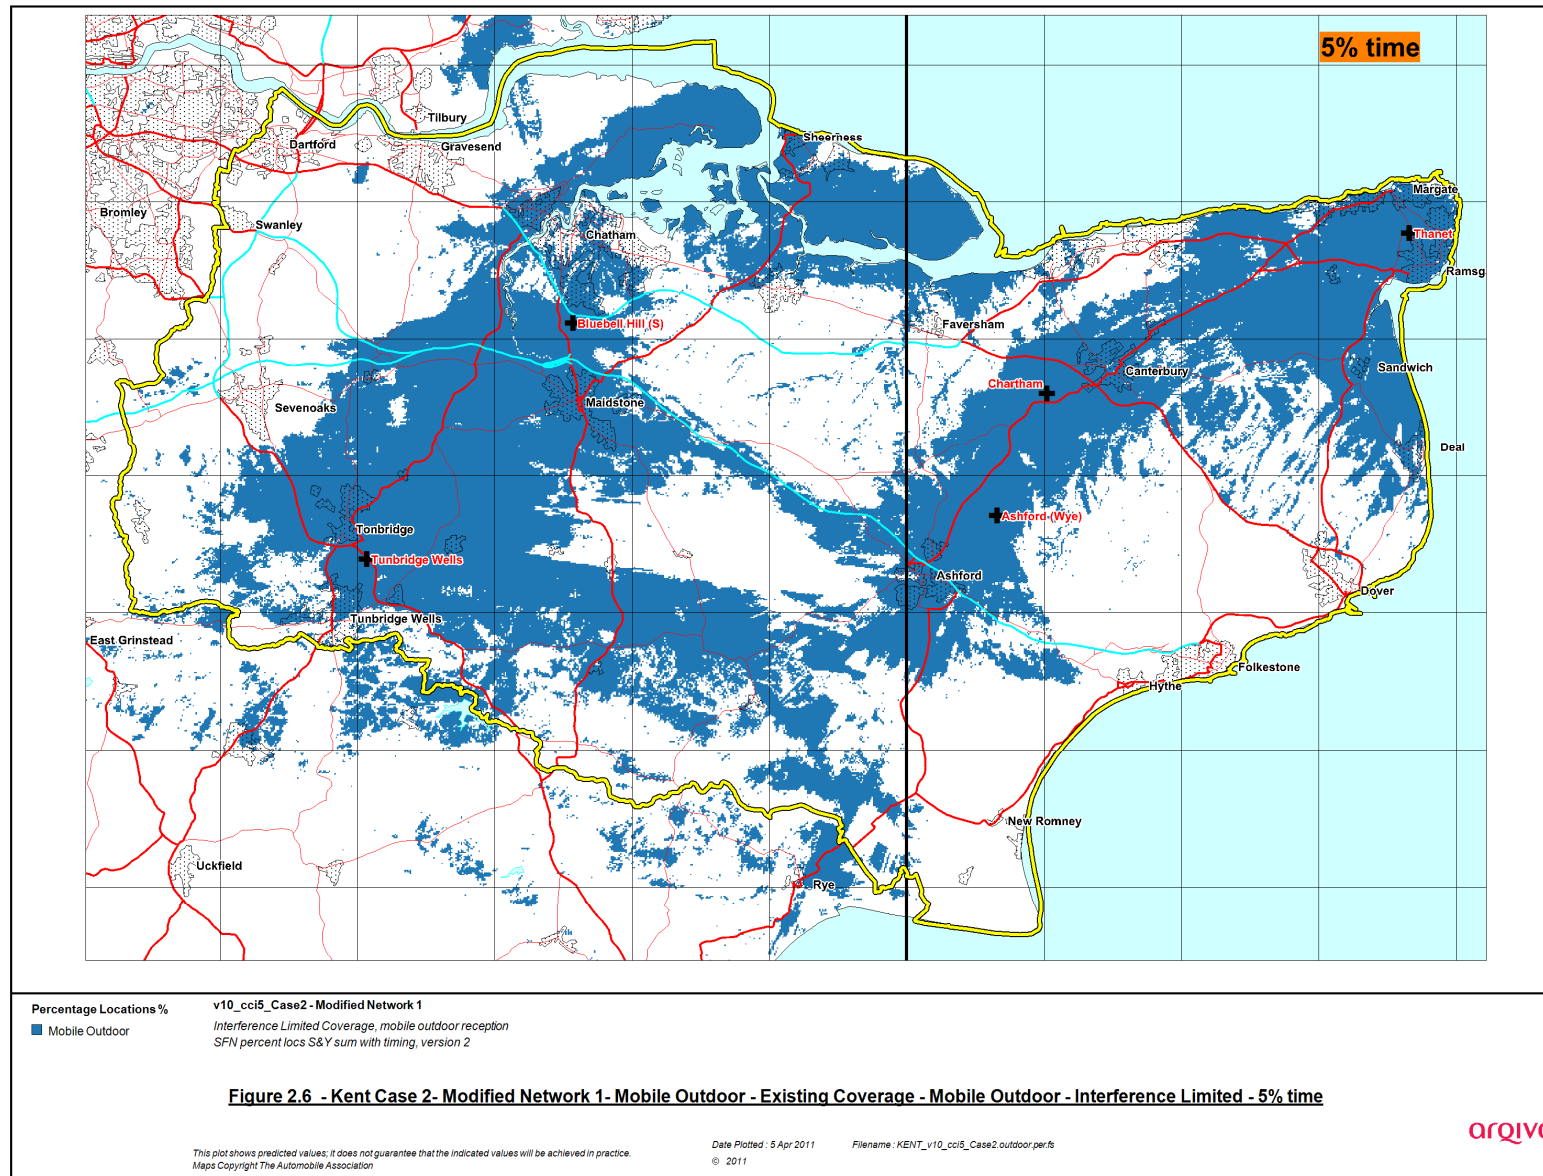 5% time
Tilbury
Dartford
Gravesend
Sheerness
Bromley
Swanley
Margate
Chatham
Thanet
Ramsg
Bluebell Hill (S)
Faversham
Sandwich
Chartham
Canterbury
Sevenoaks
Maidstone
Deal
Ashford (Wye)
Tonbridge
Tunbridge Wells
Ashford
Dover
Tunbridge Wells
East Grinstead
Folkestone
Hythe
New Romney
Uckfield
Rye
Percentage Locations %
Mobile Outdoor
v10_cci5_Case2 - Modified Network 1
Interference Limited Coverage, mobile outdoor reception
SFN percent locs S&Y sum with timing, version 2
Figure 2.6 - Kent Case 2- Modified Network 1- Mobile Outdoor - Existing Coverage - Mobile Outdoor - Interference Limited - 5% time
This plot shows predicted values; it does not guarantee that the indicated values will be achieved in practice.
Maps Copyright The Automobile Association
Date Plotted : 5 Apr 2011
Filename : KENT_v10_cci5_Case2.outdoor.per.fs
© 2011
arqiva